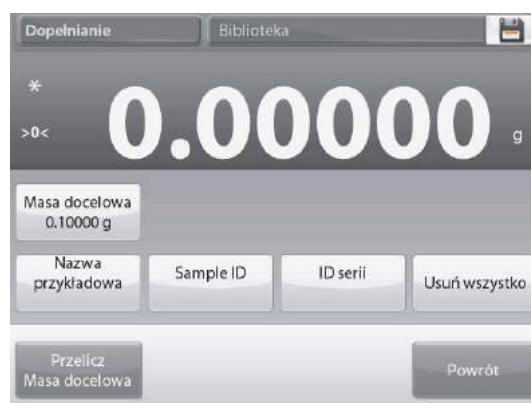 Dopełnianie
Biblioteka
*
>0<
0.00000 g
Masa docelowa
0.10000 g
Nazwa
przykładowa
Sample ID
ID serii
Usuń wszystko
Przelicz
Masa docelowa
Powrót